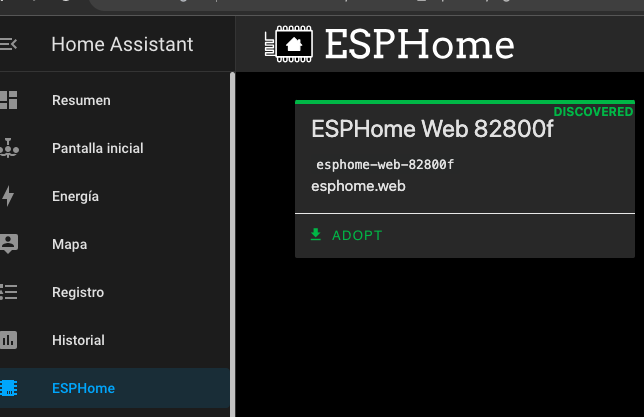 Home Assistant
ESPHome
Resumen
Pantalla inicial
Energía
Mapa
Registro
Historial
ESPHome
DISCOVERED
ESPHome Web 82800f
esphome-web-82800f
esphome.web
ADOPT